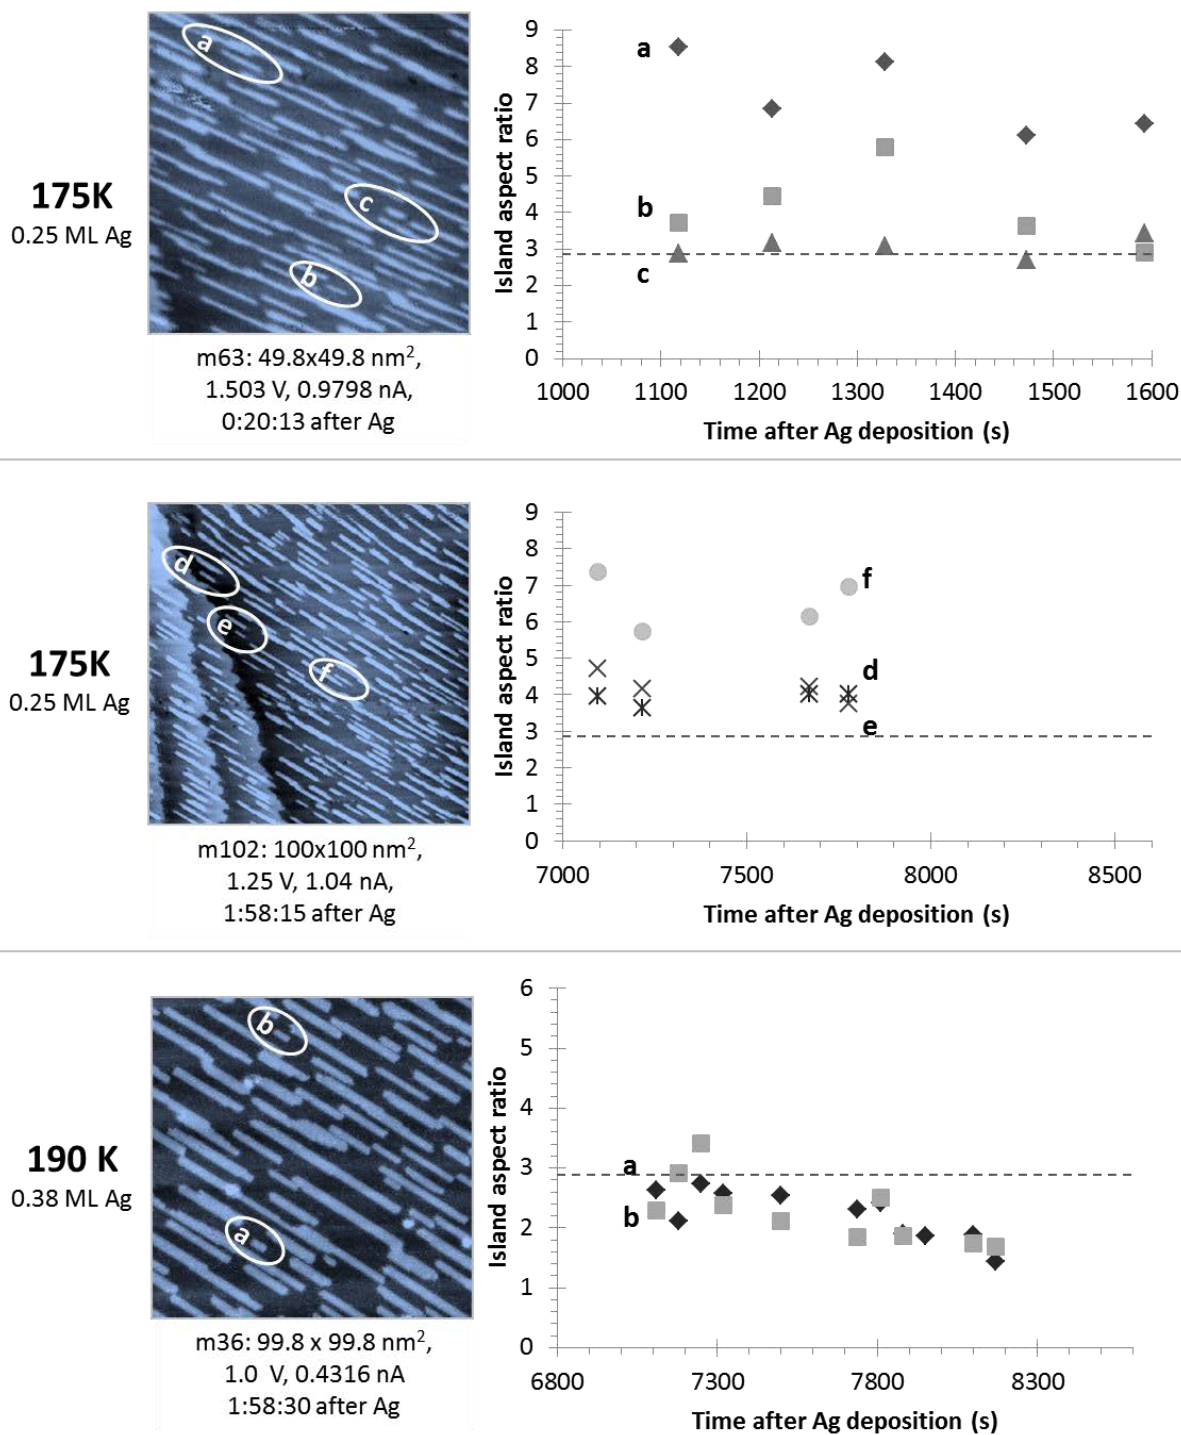 175K
0.25 ML Ag
a
c
b
m63: 49.8x49.8 nm²,
1.503 V, 0.9798 nA,
0:20:13 after Ag
Island aspect ratio
9
8
7
6
5
4
3
2
1
0
a
b
c
1000 1100 1200 1300 1400 1500 1600
Time after Ag deposition (s)
175K
0.25 ML Ag
d
e
f
m102: 100x100 nm²,
1.25 V, 1.04 nA,
1:58:15 after Ag
Island aspect ratio
9
8
7
6
5
4
3
2
1
0
f
d
e
7000 7500 8000 8500
Time after Ag deposition (s)
190 K
0.38 ML Ag
b
a
m36: 99.8 x 99.8 nm²,
1.0 V, 0.4316 nA
1:58:30 after Ag
Island aspect ratio
6
5
4
3
2
1
0
a
b
6800 7300 7800 8300
Time after Ag deposition (s)